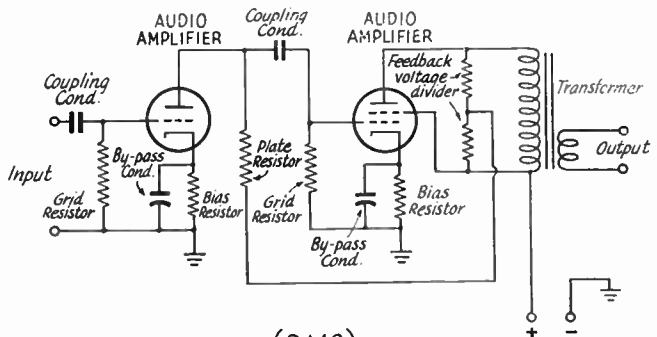 AUDIO
AMPLIFIER
Coupling
Cond.
AUDIO
AMPLIFIER
Coupling
Cond.
Feedback
voltage
divider
Transformer
By-pass
Cond.
Plate
Resistor
Output
Input
Grid
Resistor
Bias
Resistor
Grid
Resistor
Bias
Resistor
By-pass
Cond.
+ -